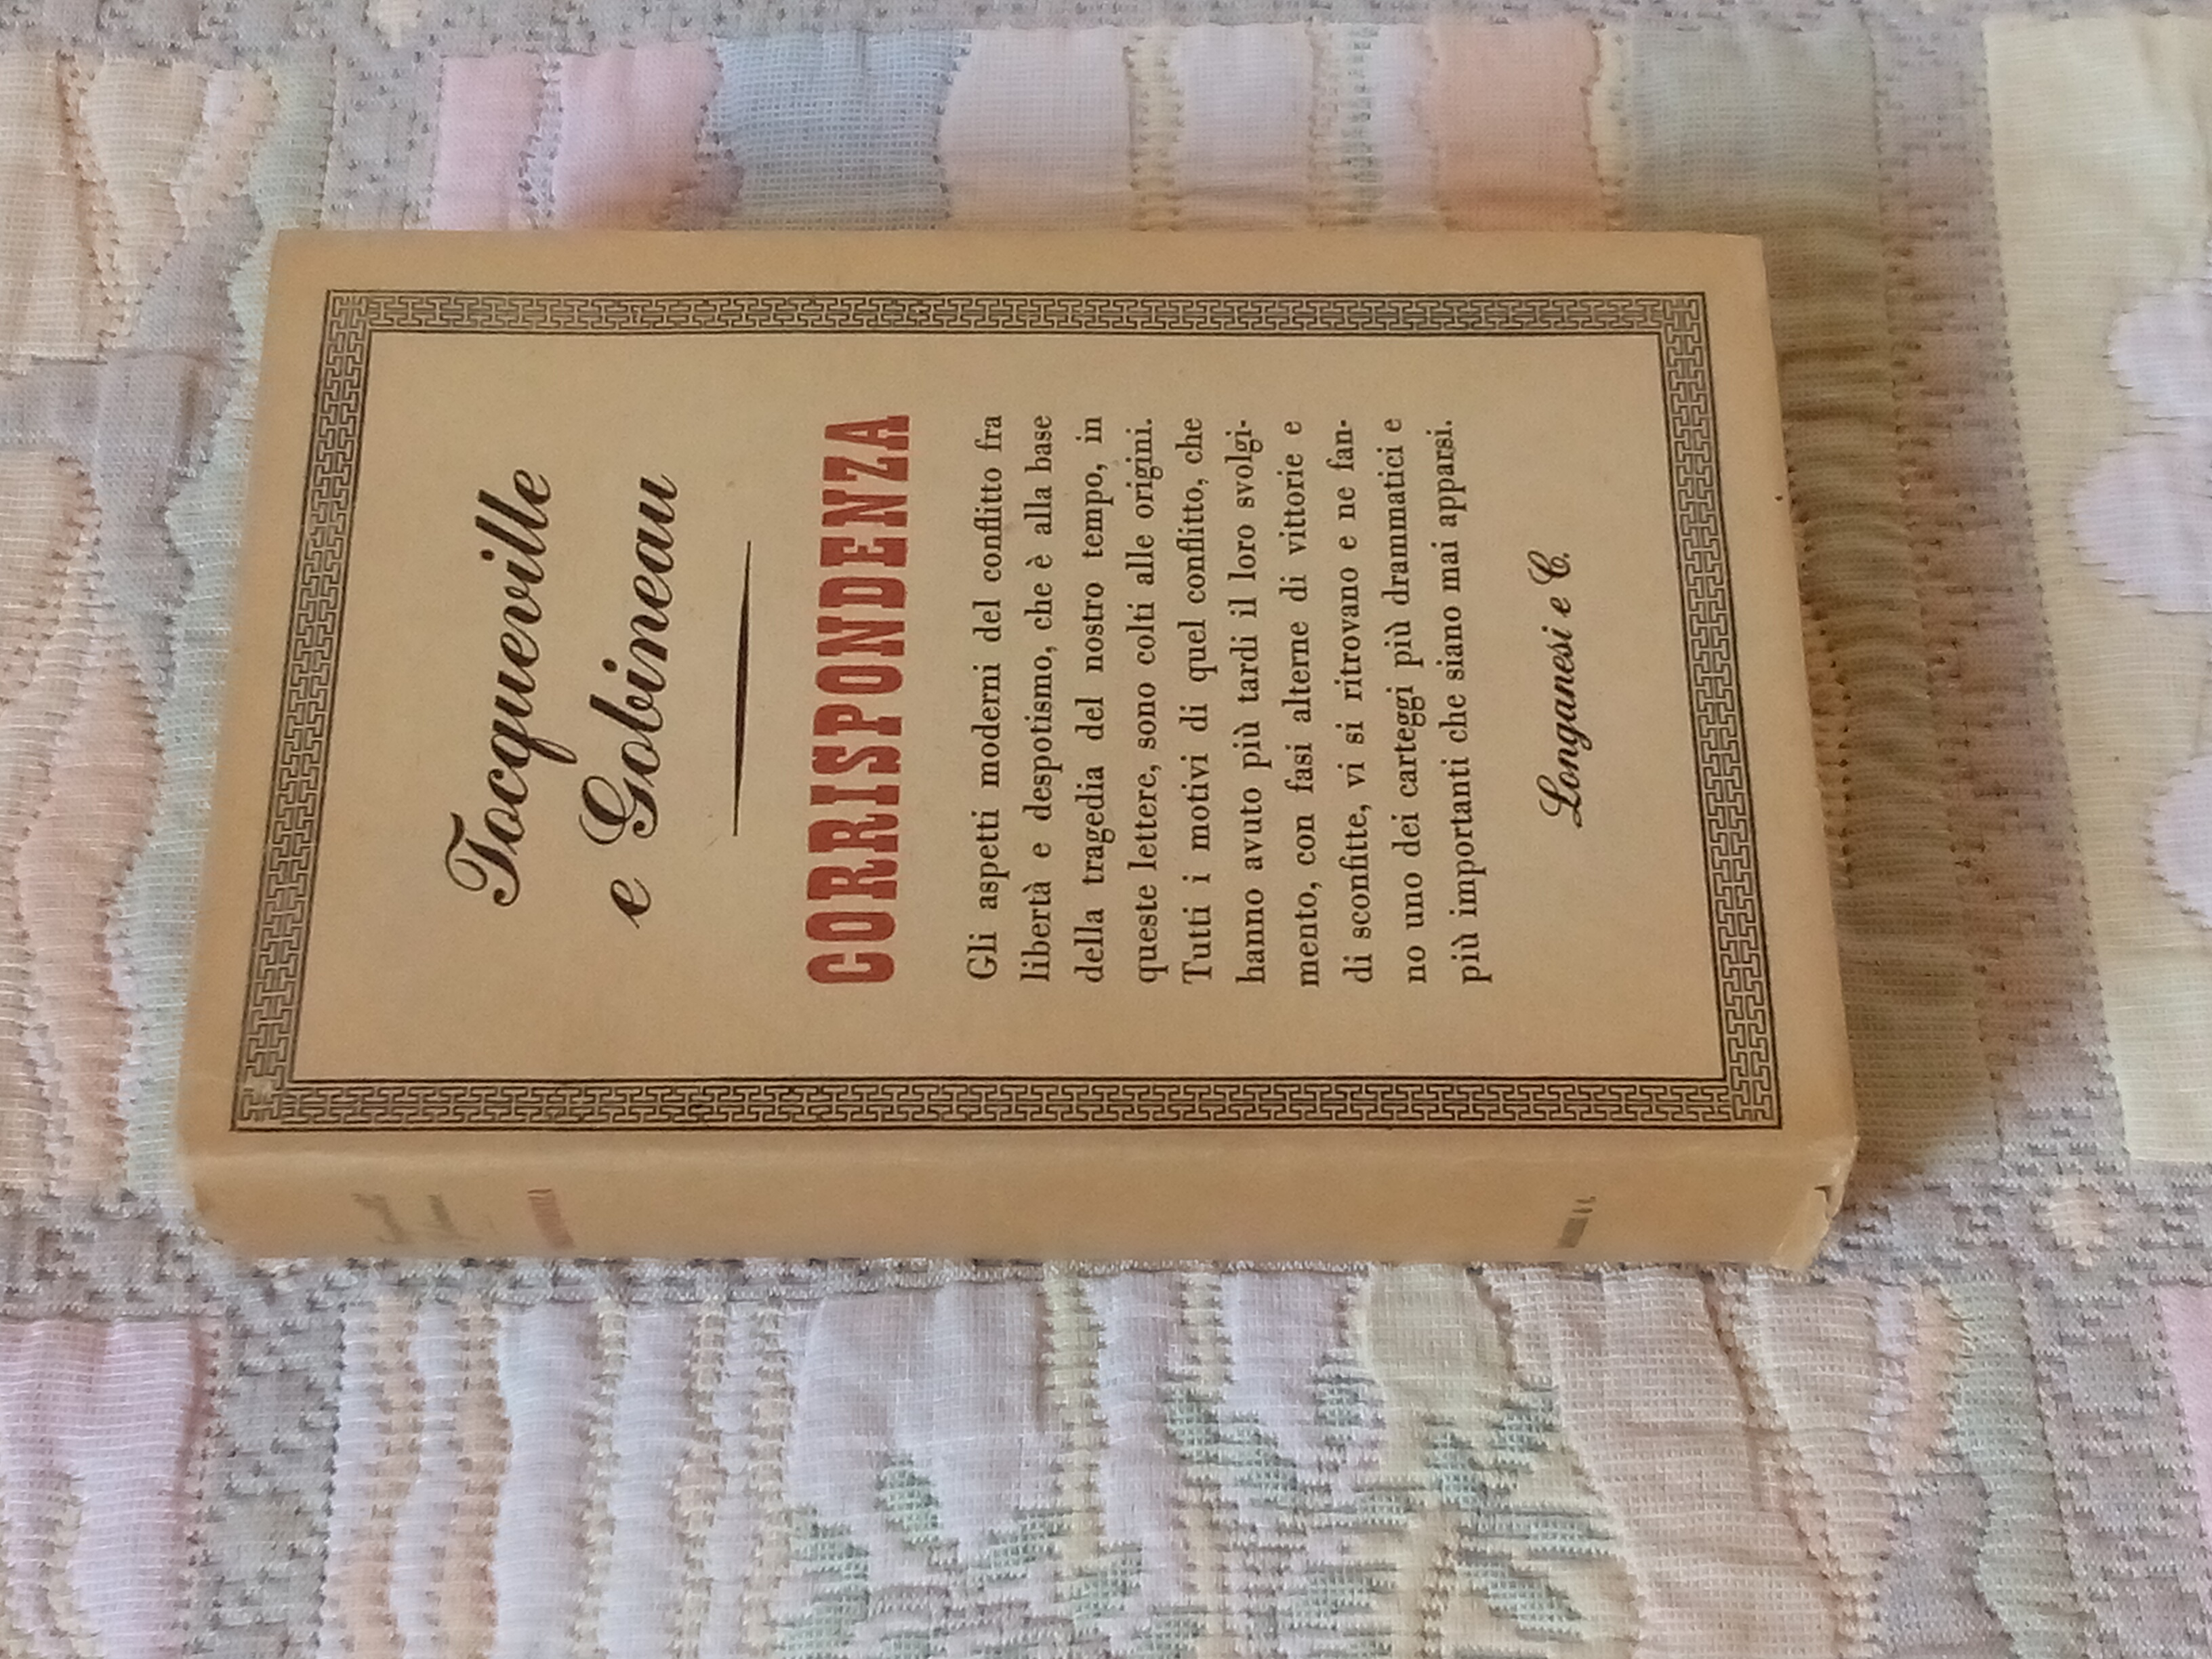 Tocqueville
e Gobineau
CORRISPONDENZA
Gli aspetti moderni del conflitto fra
libertà e despotismo, che è alla base
della tragedia del nostro tempo, in
queste lettere, sono colti alle origini.
Tutti i motivi di quel conflitto, che
hanno avuto più tardi il loro svolgi-
mento, con fasi alterne di vittorie e
di sconfitte, vi si ritrovano e ne fan-
no uno dei carteggi più drammatici e
più importanti che siano mai apparsi.
Longanesi e C.